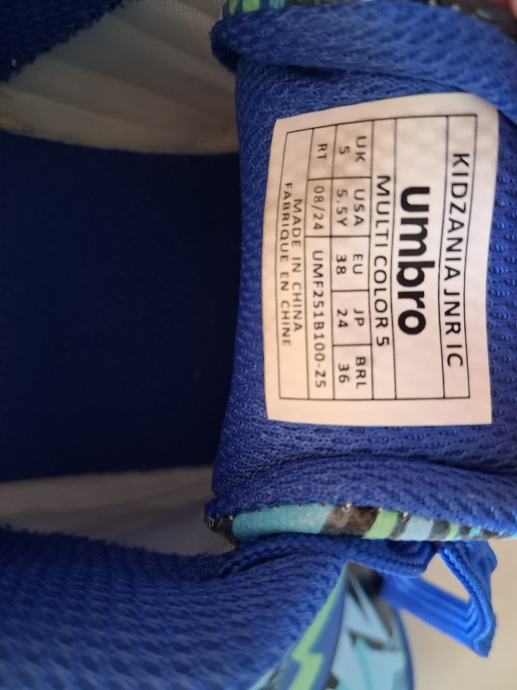 KIDZANIA JNR IC
umbro
MULTI COLOR 5
UK USA EU JP BRL
5 5.5Y 38 24 36
RT 08/24 UMF251B100-Z5
MADE IN CHINA
FABRIQUE EN CHINE